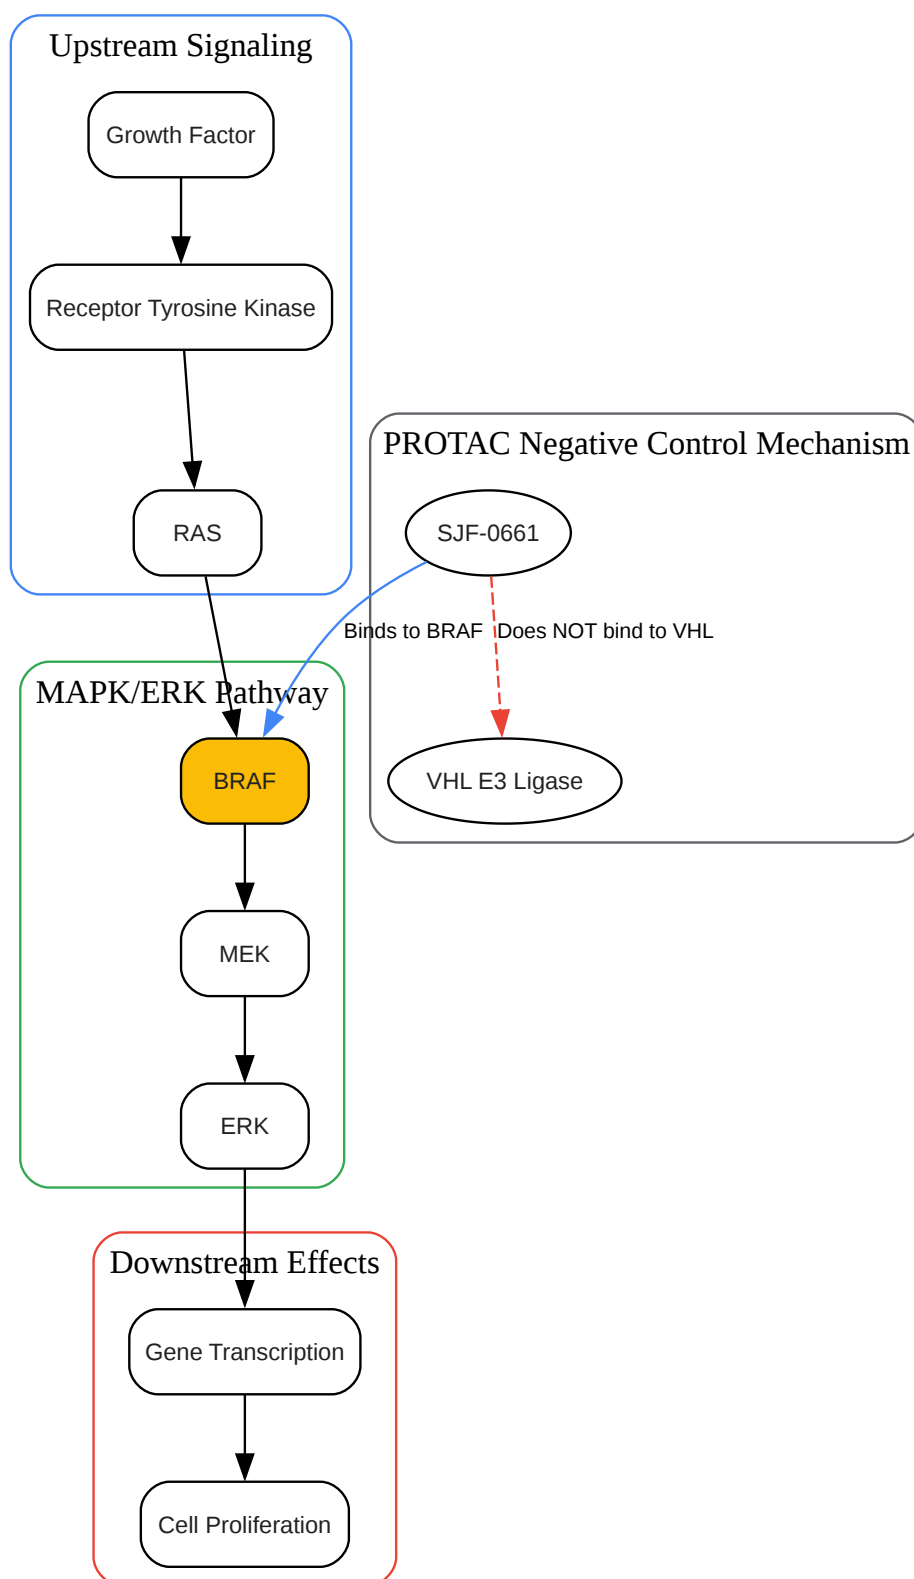 Upstream Signaling
Growth Factor
Receptor Tyrosine Kinase
RAS
PROTAC Negative Control Mechanism
SJF-0661
Binds to BRAF
Does NOT bind to VHL
VHL E3 Ligase
MAPK/ERK Pathway
BRAF
MEK
ERK
Downstream Effects
Gene Transcription
Cell Proliferation